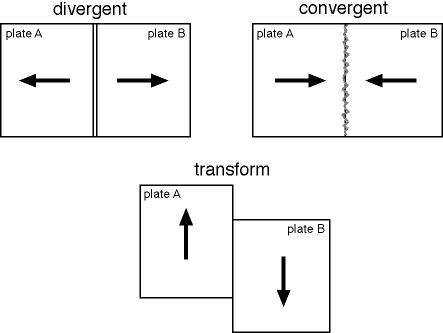 divergent
plate A
plate B
convergent
plate A
plate B
transform
plate A
plate B